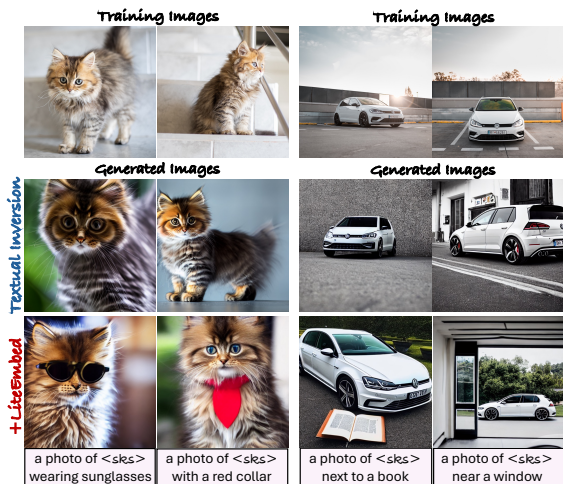 Training Images
Training Images
Generated Images
Generated Images
Textual Inversion
+LiteEmbed
a photo of <sks>
wearing sunglasses
a photo of <sks>
with a red collar
a photo of <sks>
next to a book
a photo of <sks>
near a window